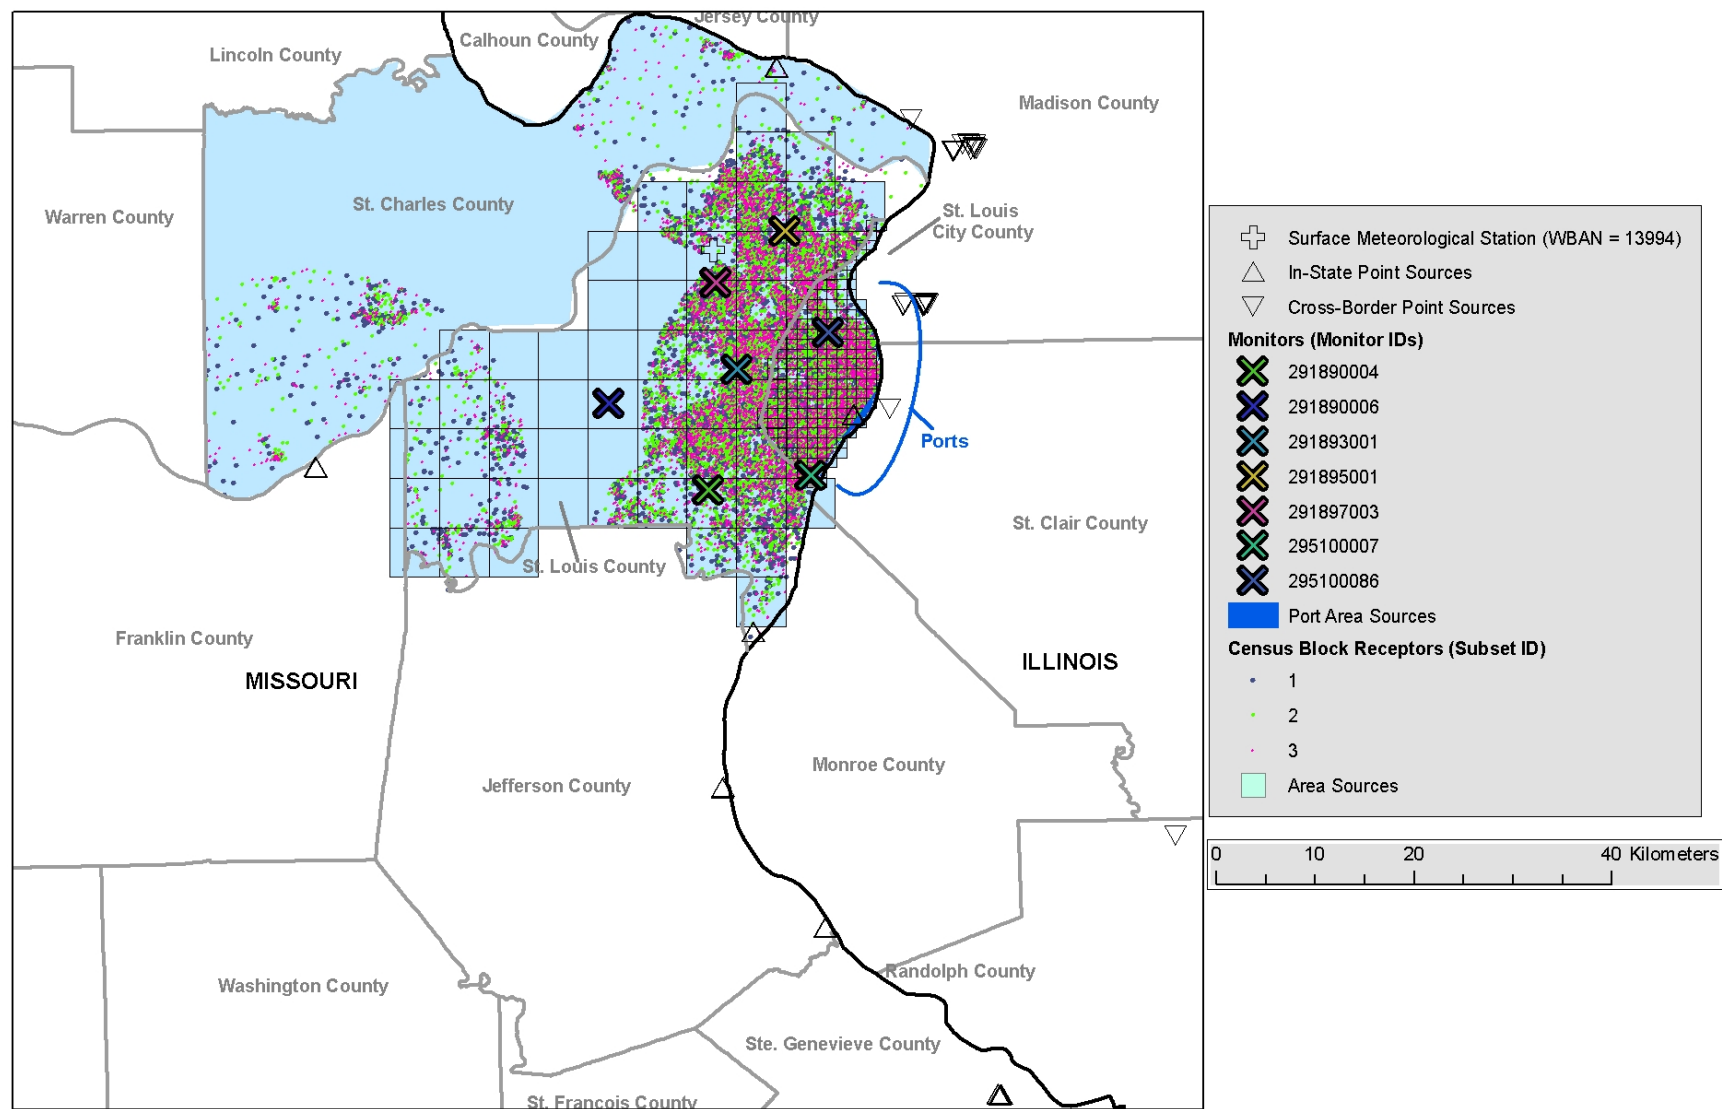 Jersey County
Calhoun County
Lincoln County
Madison County
St. Charles County
Warren County
St. Louis
City County
Ports
St. Clair County
St. Louis County
Franklin County
MISSOURI
ILLINOIS
Monroe County
Jefferson County
Randolph County
Washington County
Ste. Genevieve County
St. Francois County
Surface Meteorological Station (WBAN = 13994)
In-State Point Sources
Cross-Border Point Sources
Monitors (Monitor IDs)
291890004
291890006
291893001
291895001
291897003
295100007
295100086
Port Area Sources
Census Block Receptors (Subset ID)
1
2
3
Area Sources
0 10 20 40 Kilometers